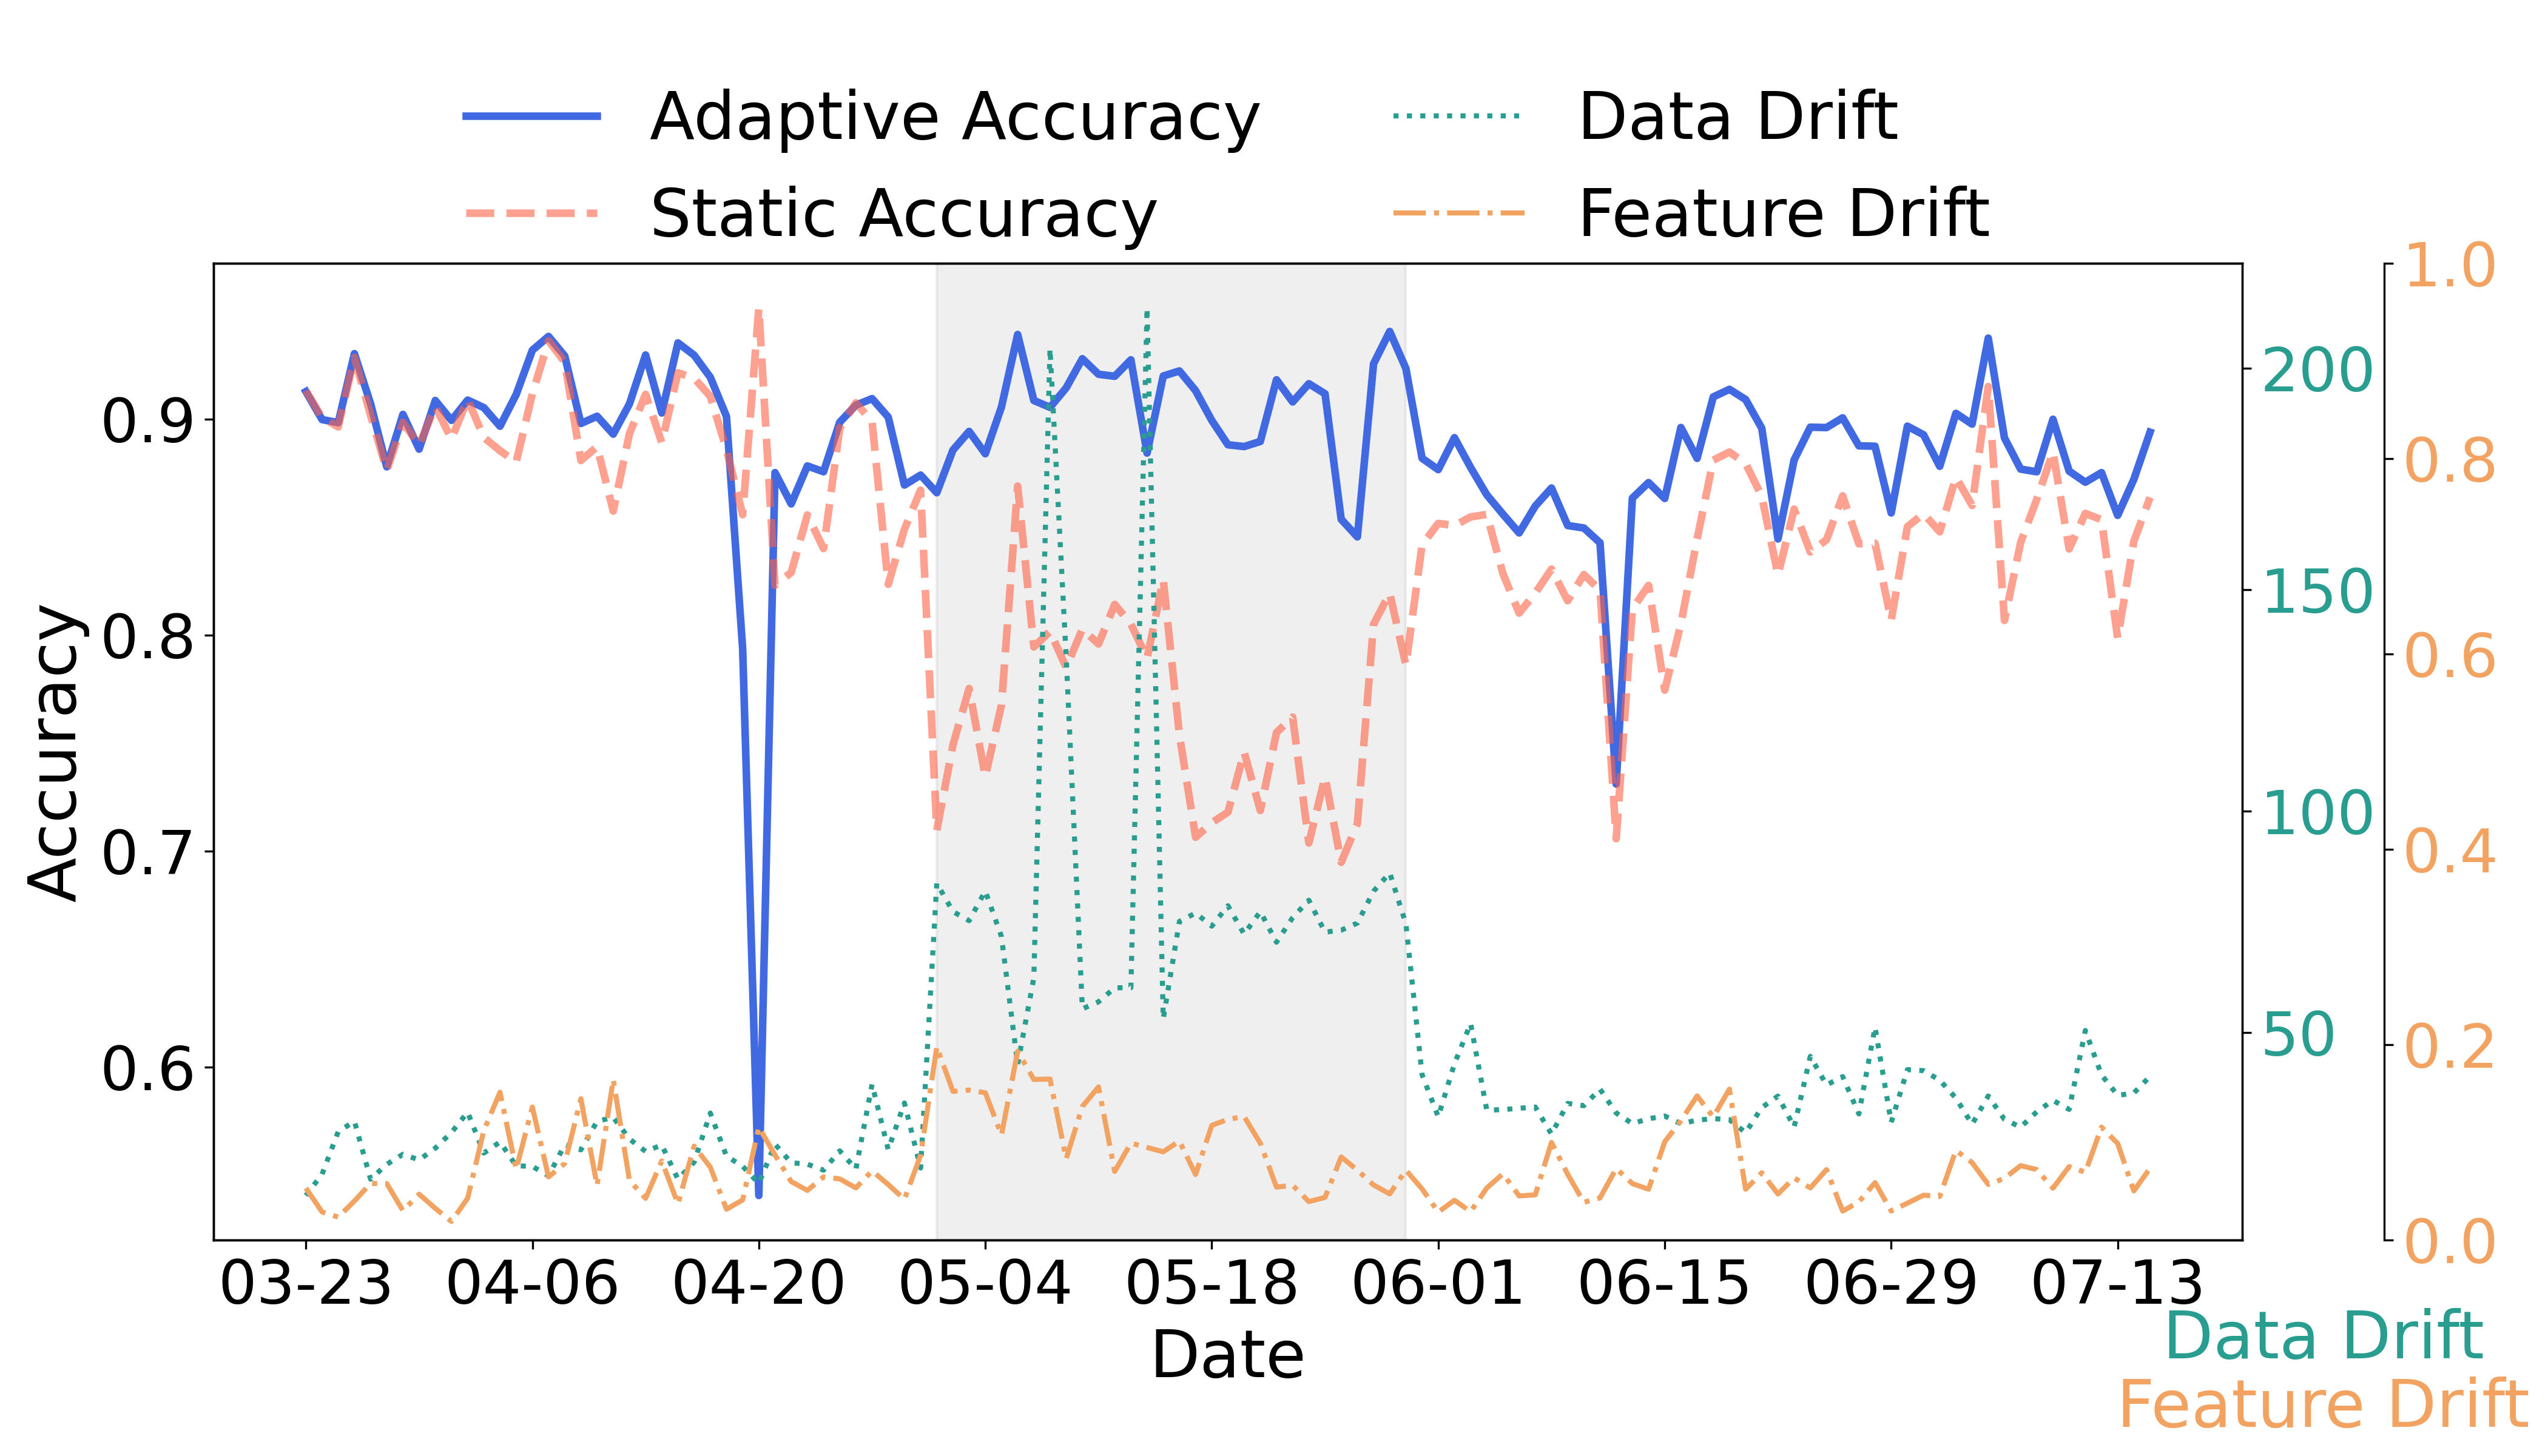 Adaptive Accuracy
Static Accuracy
Data Drift
Feature Drift
Accuracy
0.9
0.8
0.7
0.6
200
150
100
50
1.0
0.8
0.6
0.4
0.2
0.0
03-23 04-06 04-20 05-04 05-18 06-01 06-15 06-29 07-13
Date
Data Drift
Feature Drift